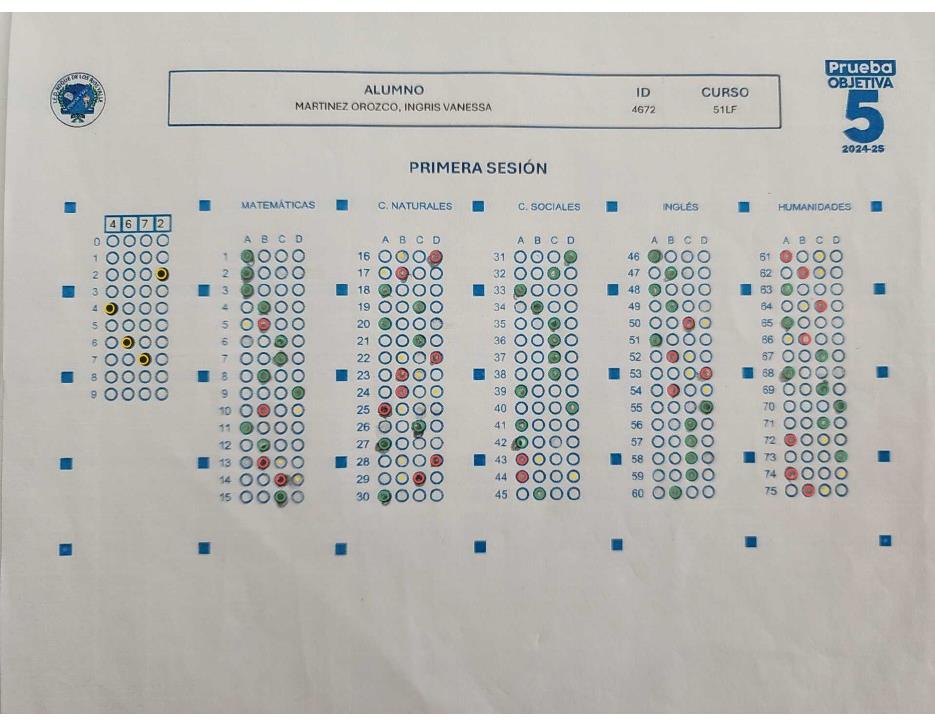 Prueba
OBJETIVA
5
2024-25
ALUMNO ID CURSO
MARTINEZ OROZCO, INGRIS VANESSA 4672 51LF
PRIMERA SESIÓN
MATEMÁTICAS C. NATURALES C. SOCIALES INGLÉS HUMANIDADES
4 6 7 2
A B C D A B C D A B C D A B C D A B C D
0
1
2
3
4
5
6
7
8
9
1 16 31 46 61
2 17 32 47 62
3 18 33 48 63
4 19 34 49 64
5 20 35 50 65
6 21 36 51 66
7 22 37 52 67
8 23 38 53 68
9 24 39 54 69
10 25 40 55 70
11 26 41 56 71
12 27 42 57 72
13 28 43 58 73
14 29 44 59 74
15 30 45 60 75